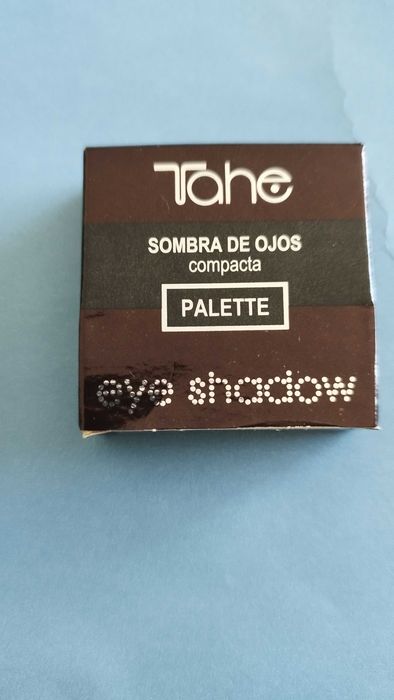 Tahe
SOMBRA DE OJOS
compacta
PALETTE
eye shadow